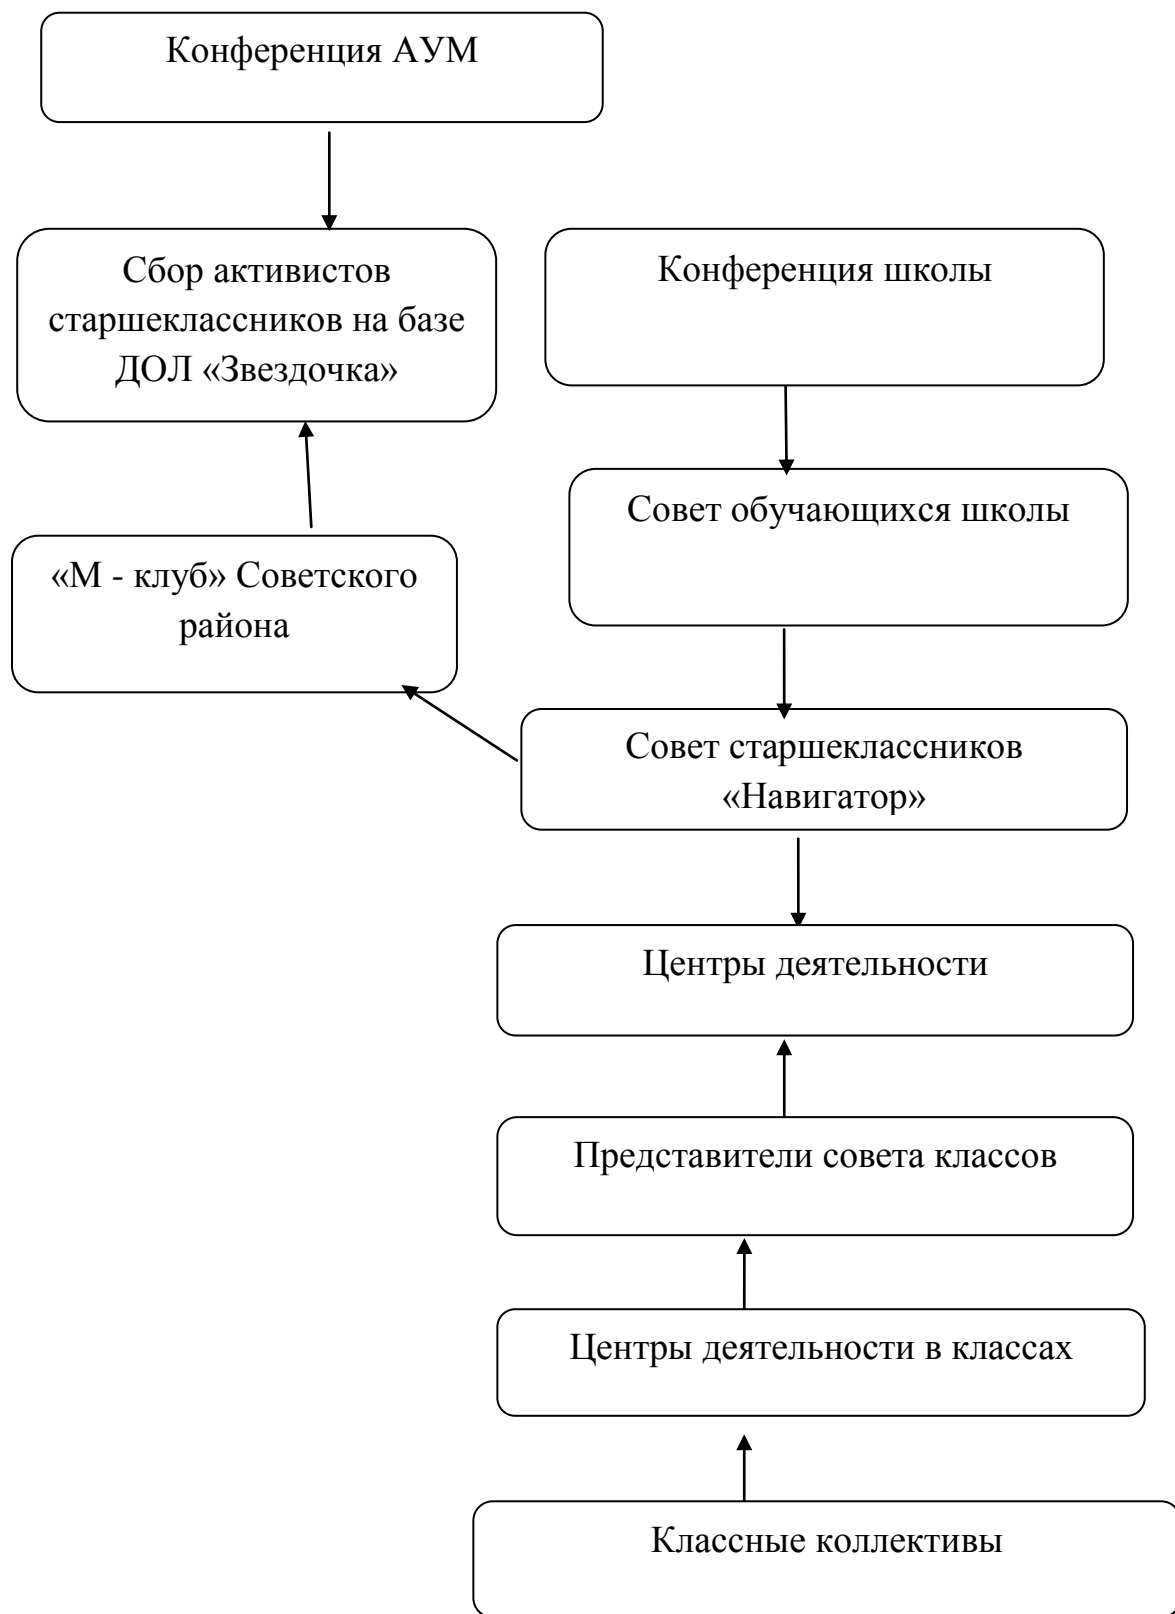 Конференция АУМ
Сбор активистов
старшеклассников на базе
ДОЛ «Звездочка»
Конференция школы
Совет обучающихся школы
«М - клуб» Советского
района
Совет старшеклассников
«Навигатор»
Центры деятельности
Представители совета классов
Центры деятельности в классах
Классные коллективы